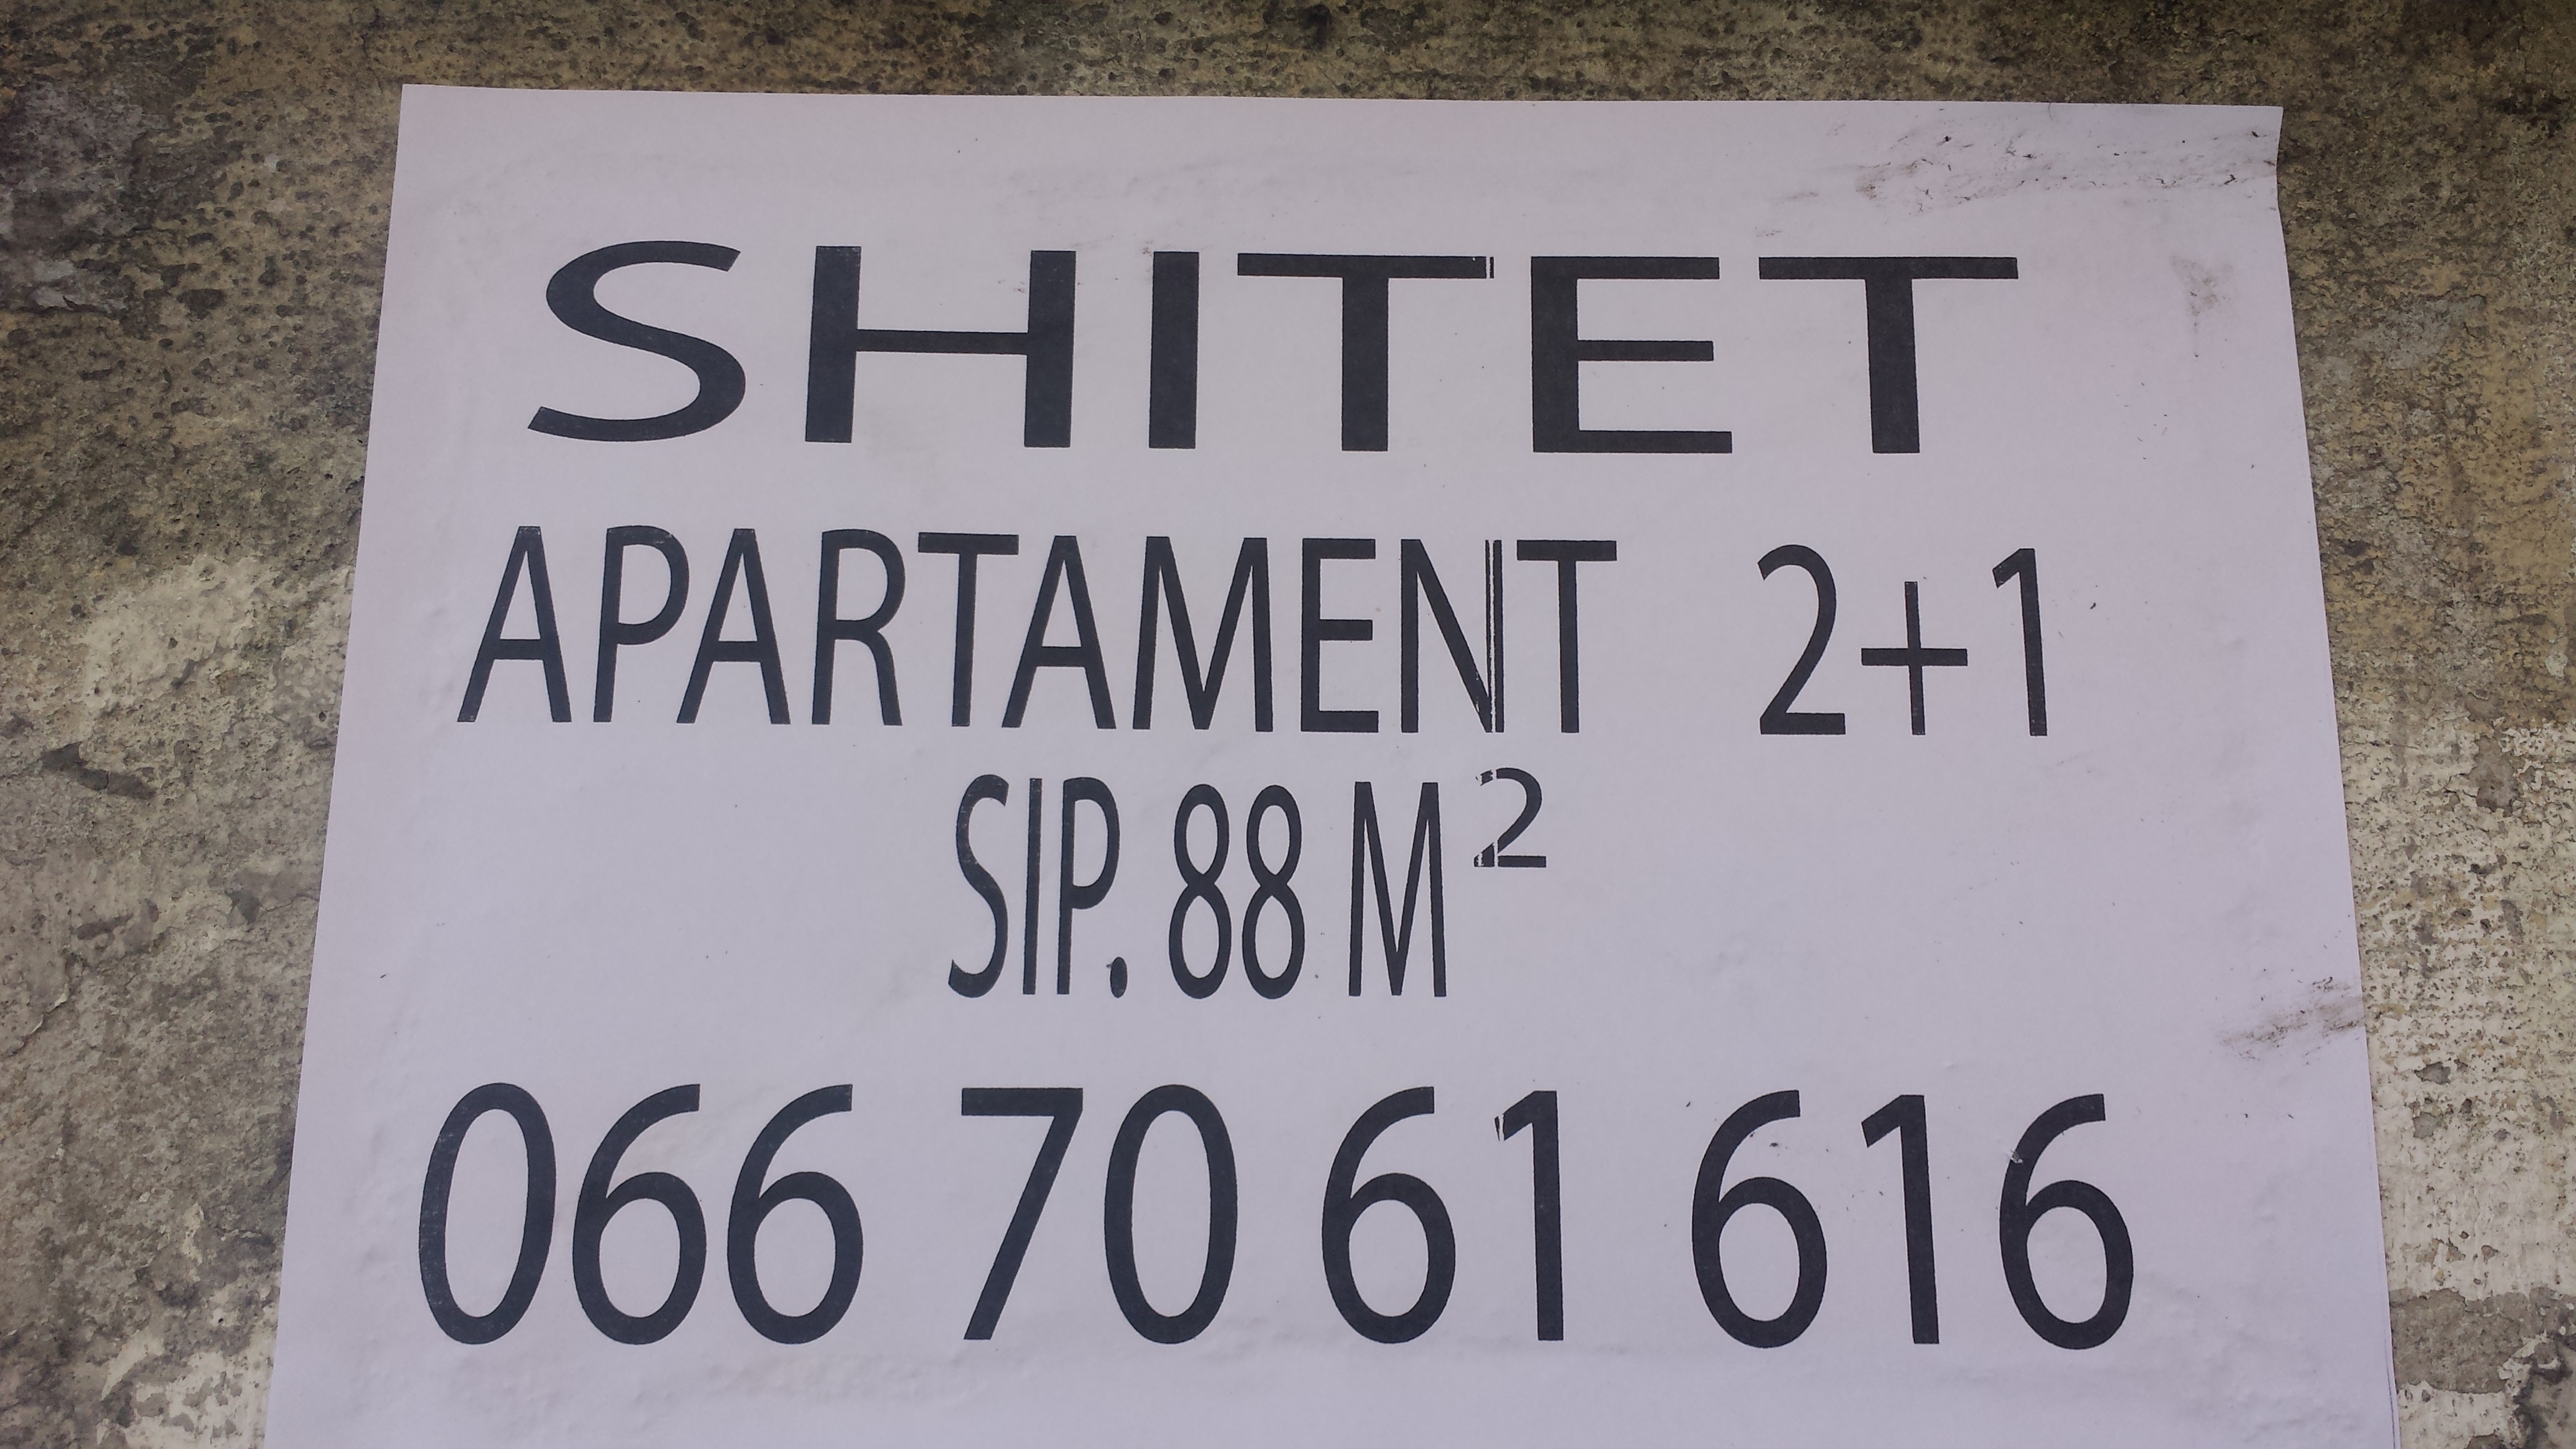 SHITET
APARTAMENT 2+1
SIP. 88 M²
066 70 61 616